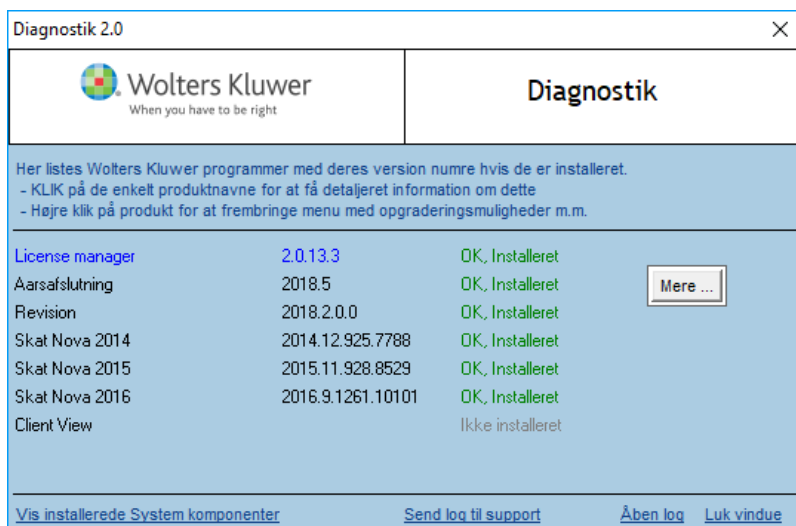 Diagnostik 2.0
Wolters Kluwer
When you have to be right
Diagnostik
Her listes Wolters Kluwer programmer med deres version numre hvis de er installeret.
- KLIK på de enkelt produktnavne for at få detaljeret information om dette
- Højre klik på produkt for at frembringe menu med opgraderingsmuligheder m.m.
License manager 2.0.13.3 OK, Installeret
Aarsafslutning 2018.5 OK, Installeret
Mere ...
Revision 2018.2.0.0 OK, Installeret
Skat Nova 2014 2014.12.925.7788 OK, Installeret
Skat Nova 2015 2015.11.928.8529 OK, Installeret
Skat Nova 2016 2016.9.1261.10101 OK, Installeret
Client View Ikke installeret
Vis installerede System komponenter Send log til support Åben log Luk vindue